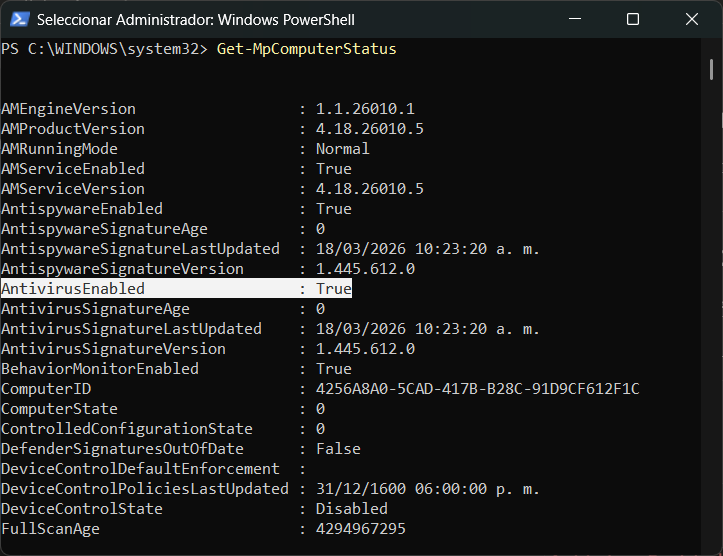 Seleccionar Administrador: Windows PowerShell
PS C:\WINDOWS\system32> Get-MpComputerStatus
AMEngineVersion : 1.1.26010.1
AMProductVersion : 4.18.26010.5
AMRunningMode : Normal
AMServiceEnabled : True
AMServiceVersion : 4.18.26010.5
AntispywareEnabled : True
AntispywareSignatureAge : 0
AntispywareSignatureLastUpdated : 18/03/2026 10:23:20 a. m.
AntispywareSignatureVersion : 1.445.612.0
AntivirusEnabled : True
AntivirusSignatureAge : 0
AntivirusSignatureLastUpdated : 18/03/2026 10:23:20 a. m.
AntivirusSignatureVersion : 1.445.612.0
BehaviorMonitorEnabled : True
ComputerID : 4256A8A0-5CAD-417B-B28C-91D9CF612F1C
ComputerState : 0
ControlledConfigurationState : 0
DefenderSignaturesOutOfDate : False
DeviceControlDefaultEnforcement :
DeviceControlPoliciesLastUpdated : 31/12/1600 06:00:00 p. m.
DeviceControlState : Disabled
FullScanAge : 4294967295